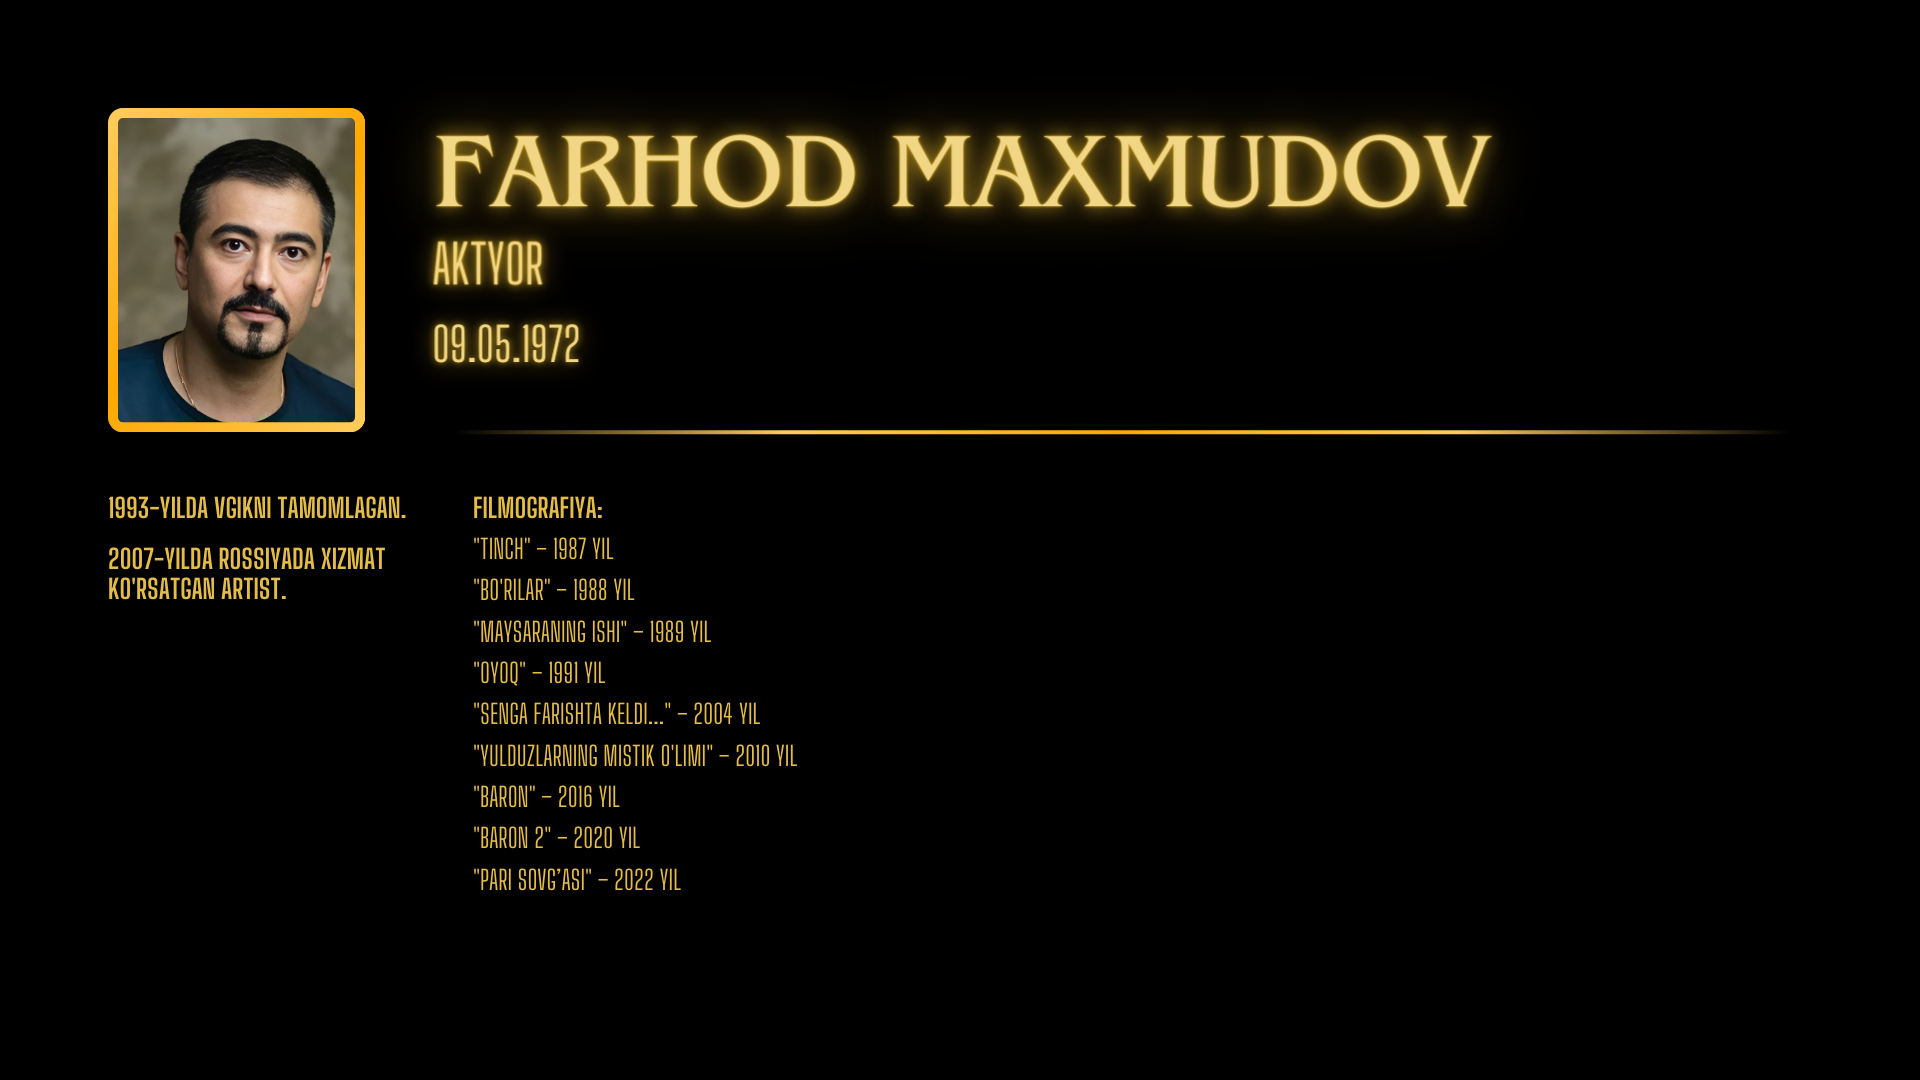 FARHOD MAXMUDOV
AKTYOR
09.05.1972
1993-YILDA VGIKNI TAMOMLAGAN.
2007-YILDA ROSSIYADA XIZMAT
KO'RSATGAN ARTIST.
FILMOGRAFIYA:
"TINCH" – 1987 YIL
"BO'RILAR" – 1988 YIL
"MAYSARANING ISHI" – 1989 YIL
"OYOQ" – 1991 YIL
"SENGA FARISHTA KELDI..." – 2004 YIL
"YULDUZLARNING MISTIK O'LIMI" – 2010 YIL
"BARON" – 2016 YIL
"BARON 2" – 2020 YIL
"PARI SOVG’ASI" – 2022 YIL